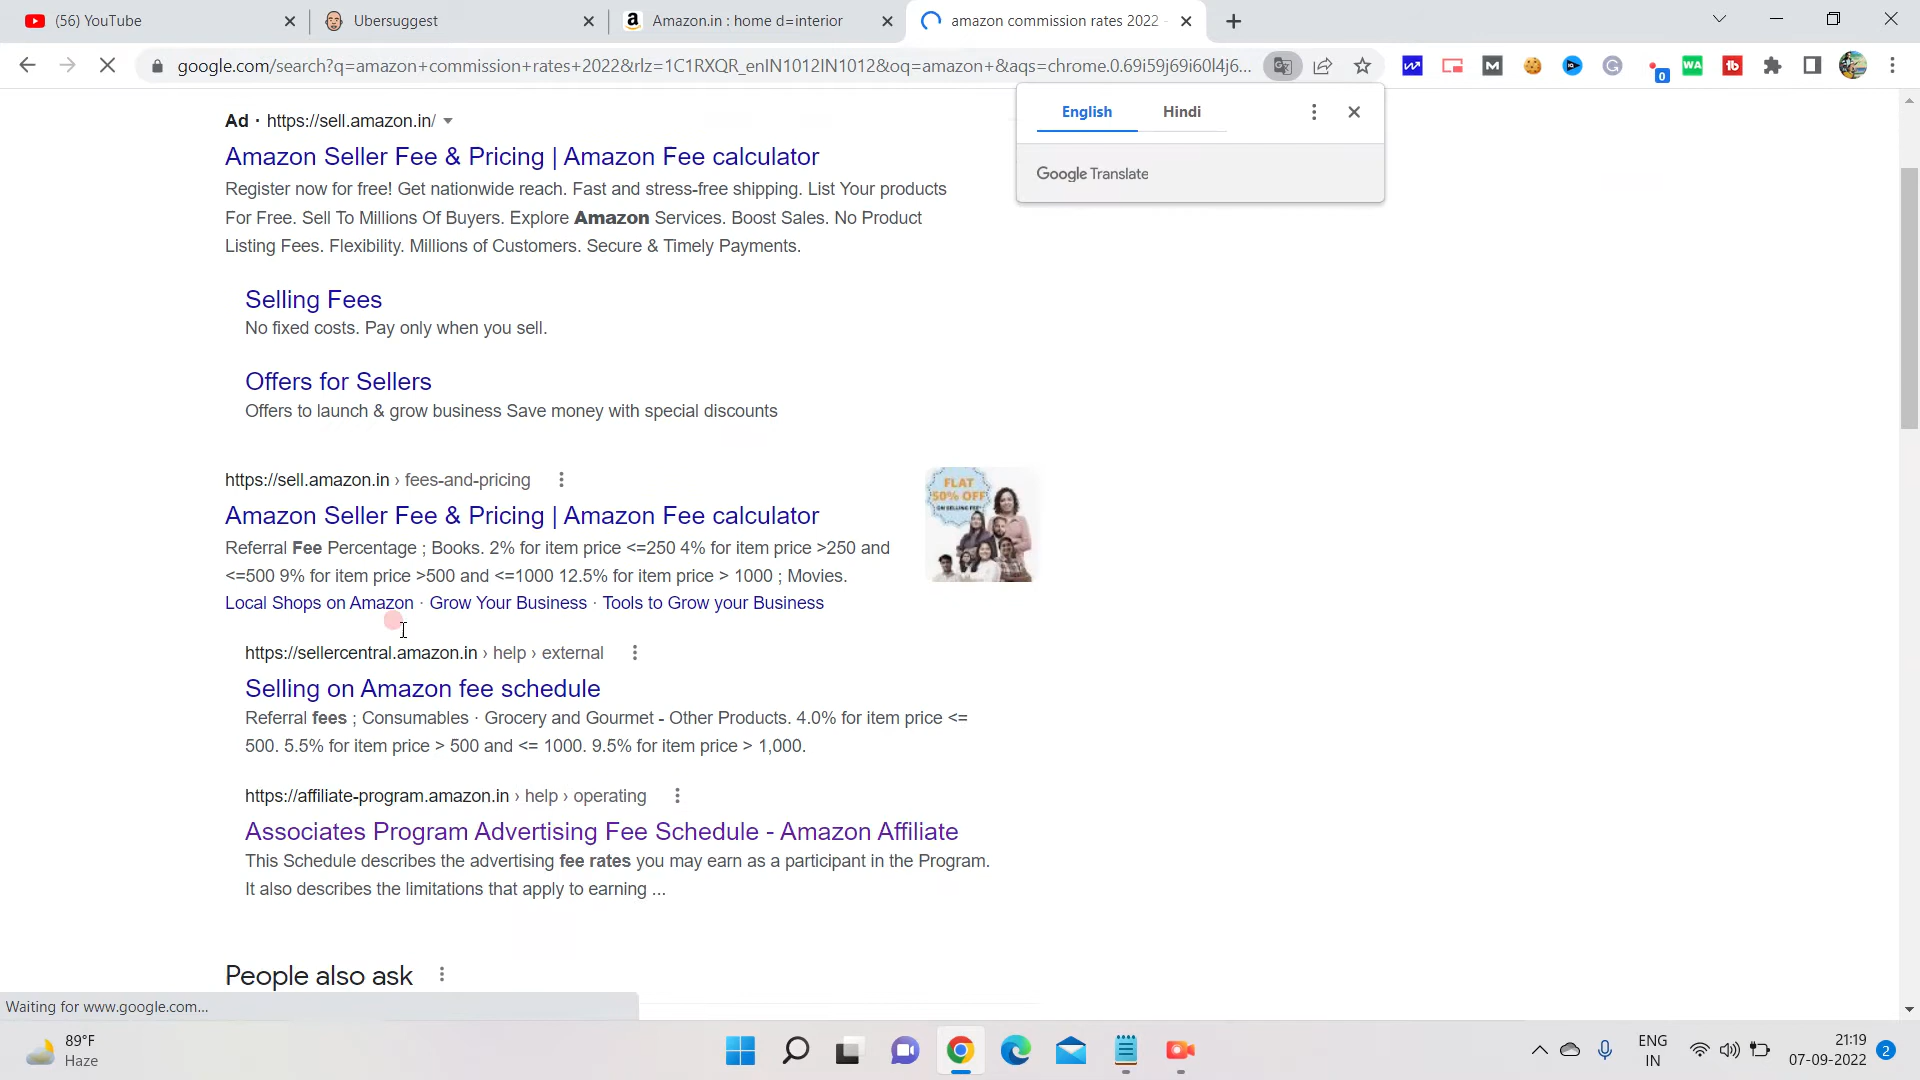 (56) YouTube
Ubersuggest
Amazon.in : home d=interior
amazon commission rates 2022 -
google.com/search?q=amazon+commission+rates+2022&rlz=1C1RXQR_enIN1012IN1012&oq=amazon+&aqs=chrome.0.69i59j69i60l4j6...
0
English
Hindi
Google Translate
Ad · https://sell.amazon.in/
Amazon Seller Fee & Pricing | Amazon Fee calculator
Register now for free! Get nationwide reach. Fast and stress-free shipping. List Your products
For Free. Sell To Millions Of Buyers. Explore Amazon Services. Boost Sales. No Product
Listing Fees. Flexibility. Millions of Customers. Secure & Timely Payments.
Selling Fees
No fixed costs. Pay only when you sell.
Offers for Sellers
Offers to launch & grow business Save money with special discounts
https://sell.amazon.in › fees-and-pricing
Amazon Seller Fee & Pricing | Amazon Fee calculator
Referral Fee Percentage ; Books. 2% for item price <=250 4% for item price >250 and
<=500 9% for item price >500 and <=1000 12.5% for item price > 1000 ; Movies.
Local Shops on Amazon · Grow Your Business · Tools to Grow your Business
FLAT
50% OFF
ON SELLING FEE
https://sellercentral.amazon.in › help › external
Selling on Amazon fee schedule
Referral fees ; Consumables · Grocery and Gourmet - Other Products. 4.0% for item price <=
500. 5.5% for item price > 500 and <= 1000. 9.5% for item price > 1,000.
https://affiliate-program.amazon.in › help › operating
Associates Program Advertising Fee Schedule - Amazon Affiliate
This Schedule describes the advertising fee rates you may earn as a participant in the Program.
It also describes the limitations that apply to earning ...
People also ask
Waiting for www.google.com...
89°F
Haze
ENG
IN
21:19
07-09-2022
2